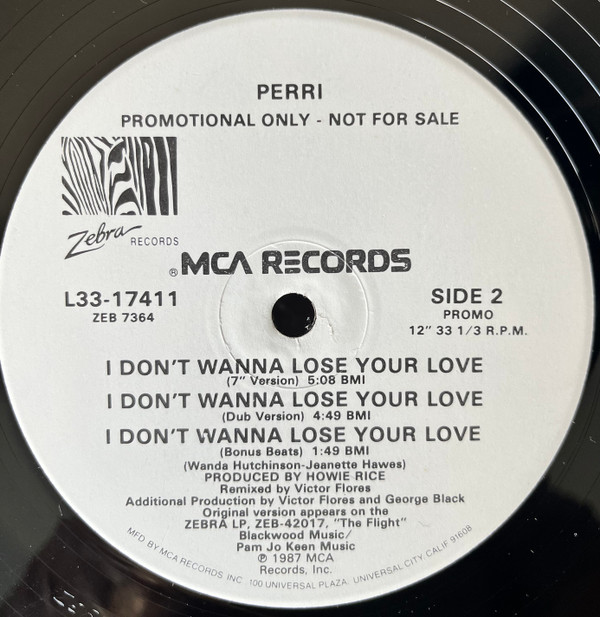 PERRI
PROMOTIONAL ONLY - NOT FOR SALE
Zebra RECORDS
® MCA RECORDS
L33-17411
ZEB 7364
SIDE 2
PROMO
12" 33 1/3 R.P.M.
I DON'T WANNA LOSE YOUR LOVE
(7" Version) 5:08 BMI
I DON'T WANNA LOSE YOUR LOVE
(Dub Version) 4:49 BMI
I DON'T WANNA LOSE YOUR LOVE
(Bonus Beats) 1:49 BMI
(Wanda Hutchinson-Jeanette Hawes)
PRODUCED BY HOWIE RICE
Remixed by Victor Flores
Additional Production by Victor Flores and George Black
Original version appears on the
ZEBRA LP, ZEB-42017, "The Flight"
Blackwood Music/
Pam Jo Keen Music
℗ 1987 MCA
Records, Inc.
MFD BY MCA RECORDS INC 100 UNIVERSAL PLAZA UNIVERSAL CITY CALIF 91608